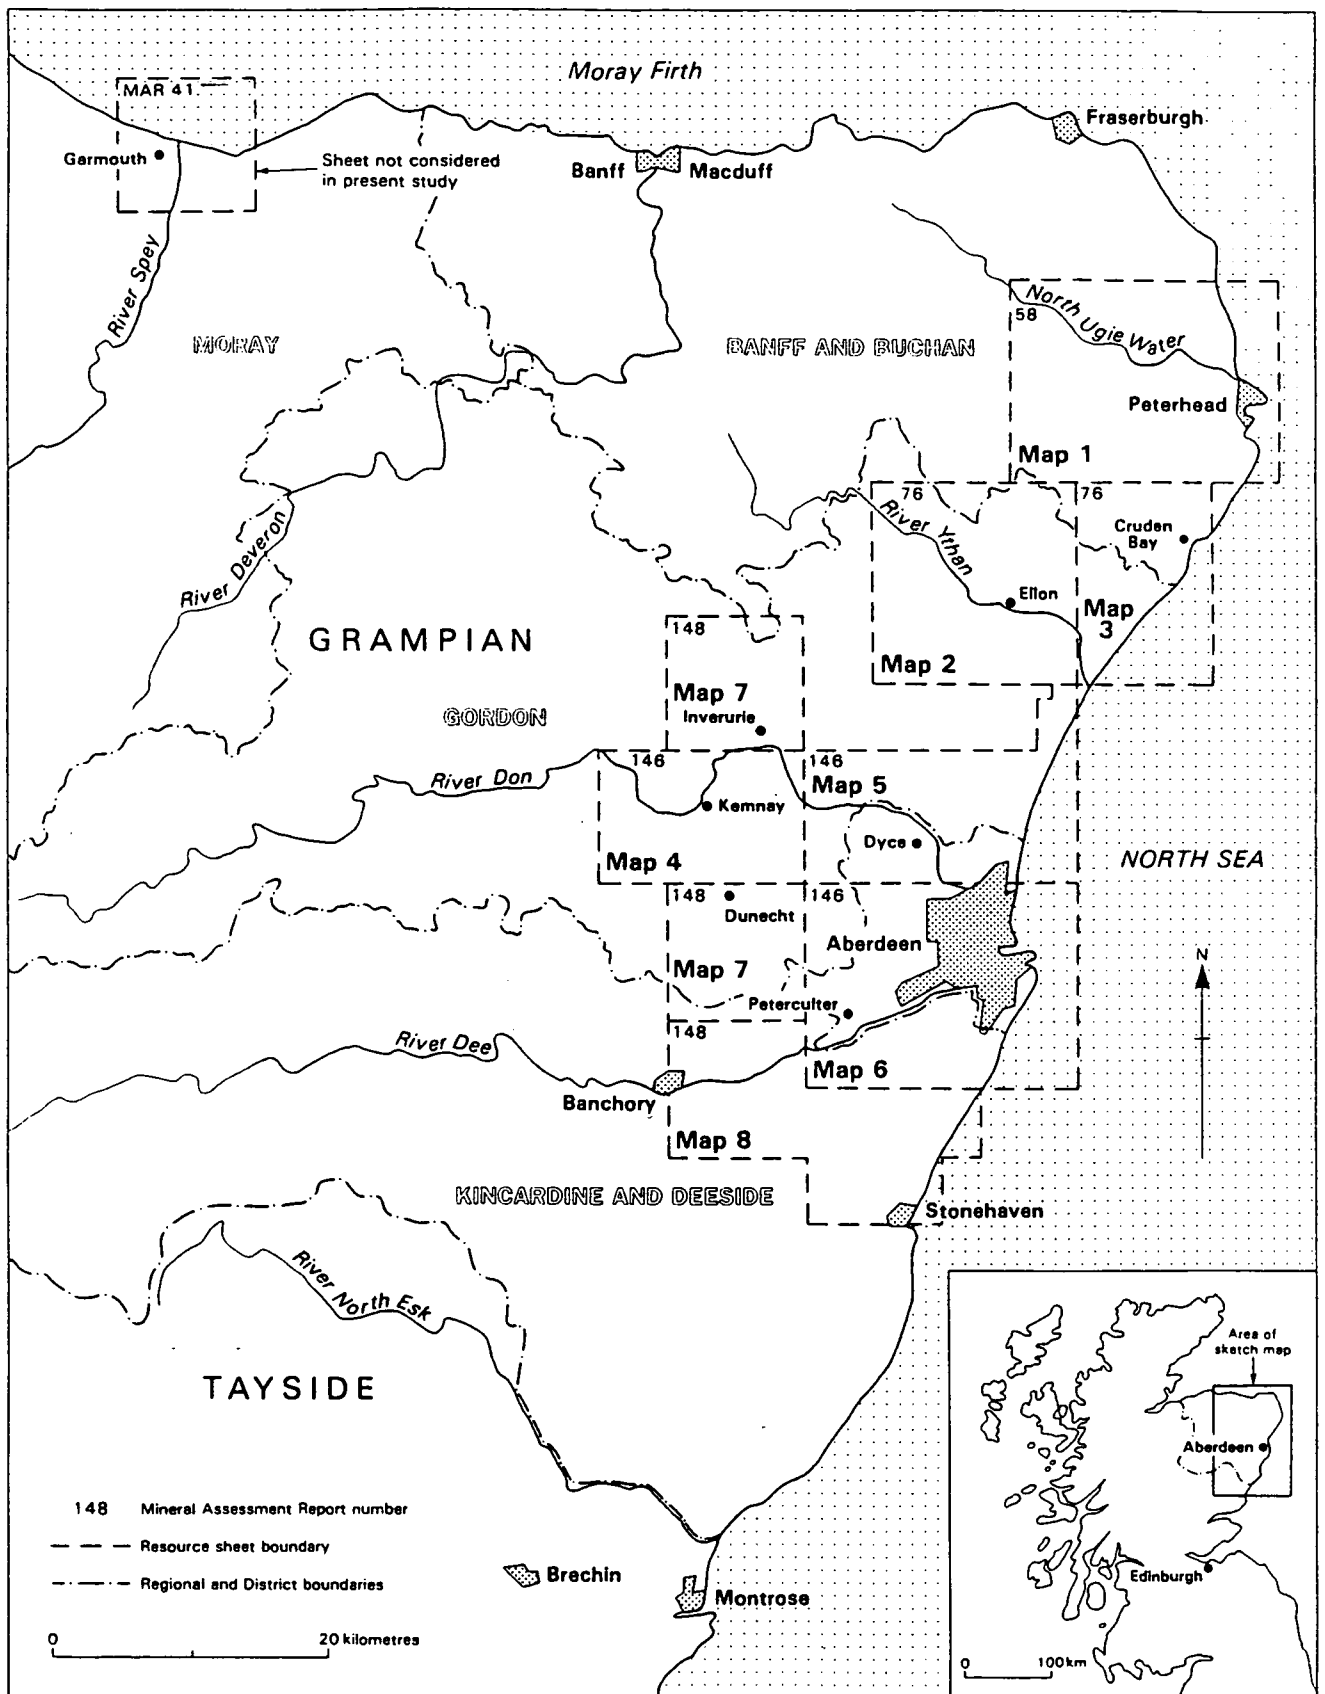 Moray Firth
MAR 41
Fraserburgh
Garmouth
Sheet not considered
in present study
Banff
Macduff
River Spey
North Ugie Water
58
MORAY
BANFF AND BUCHAN
Peterhead
Map 1
76
76
River Ythan
Cruden
Bay
River Deveron
Ellon
Map
3
148
GRAMPIAN
Map 2
Map 7
Inverurie
GORDON
146
146
River Don
Map 5
Kemnay
Dyce
Map 4
NORTH SEA
148
146
Dunecht
Aberdeen
Map 7
N
Peterculter
148
River Dee
Map 6
Banchory
Map 8
KINCARDINE AND DEESIDE
Stonehaven
River North Esk
TAYSIDE
Area of
sketch map
Aberdeen
Edinburgh
0
100km
148 Mineral Assessment Report number
Resource sheet boundary
Regional and District boundaries
Brechin
Montrose
0
20 kilometres